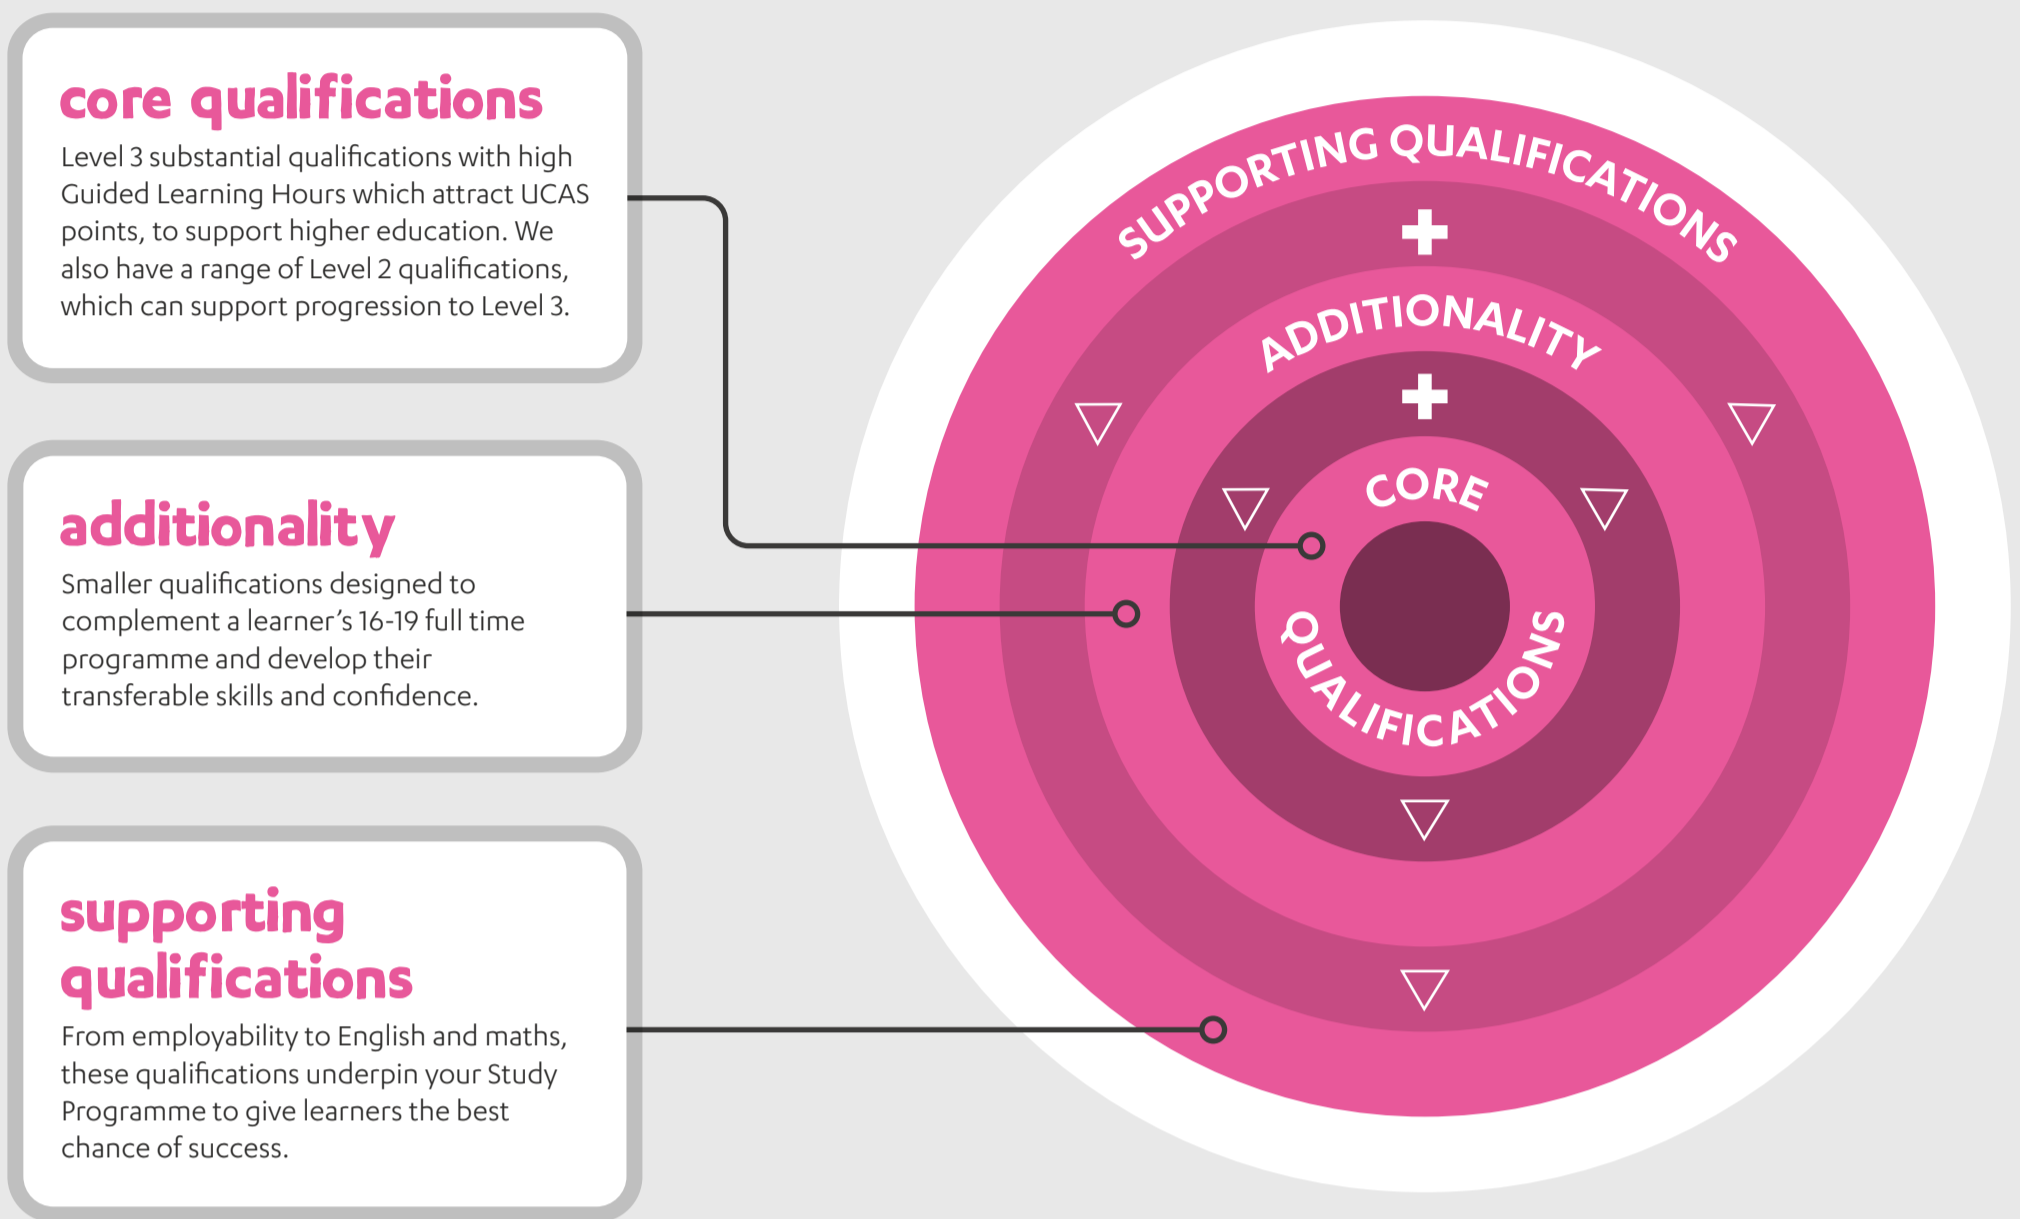 core qualifications
Level 3 substantial qualifications with high
Guided Learning Hours which attract UCAS
points, to support higher education. We
also have a range of Level 2 qualifications,
which can support progression to Level 3.
additionality
Smaller qualifications designed to
complement a learner's 16-19 full time
programme and develop their
transferable skills and confidence.
supporting
qualifications
From employability to English and maths,
these qualifications underpin your Study
Programme to give learners the best
chance of success.
SUPPORTING QUALIFICATIONS
+
ADDITIONALITY
+
CORE
QUALIFICATIONS